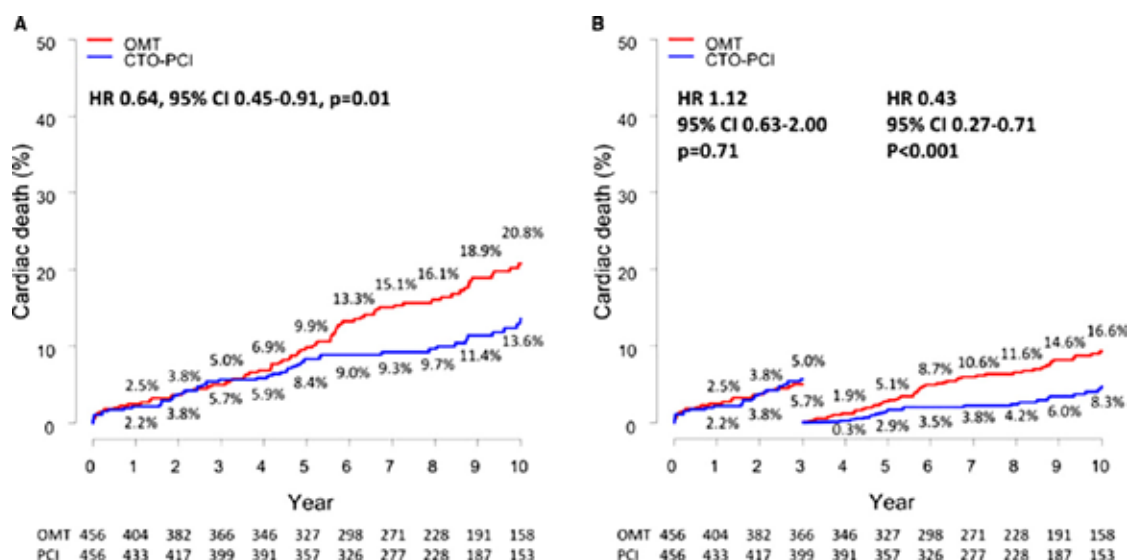 A
50
OMT
CTO-PCI
HR 0.64, 95% CI 0.45-0.91, p=0.01
40
30
20
10
0
Cardiac death (%)
20.8%
18.9%
16.1%
15.1%
13.3%
9.9%
6.9%
5.0%
3.8%
2.5%
2.2%
3.8%
5.7%
5.9%
8.4%
9.0%
9.3%
9.7%
11.4%
13.6%
0 1 2 3 4 5 6 7 8 9 10
Year
OMT 456 404 382 366 346 327 298 271 228 191 158
PCI 456 433 417 399 391 357 326 277 228 187 153
B
50
OMT
CTO-PCI
HR 1.12
95% CI 0.63-2.00
p=0.71
HR 0.43
95% CI 0.27-0.71
P<0.001
40
30
20
10
0
Cardiac death (%)
2.5%
3.8%
5.0%
2.2%
3.8%
5.7%
1.9%
5.1%
8.7%
10.6%
11.6%
14.6%
16.6%
0.3%
2.9%
3.5%
3.8%
4.2%
6.0%
8.3%
0 1 2 3 4 5 6 7 8 9 10
Year
OMT 456 404 382 366 346 327 298 271 228 191 158
PCI 456 433 417 399 391 357 326 277 228 187 153